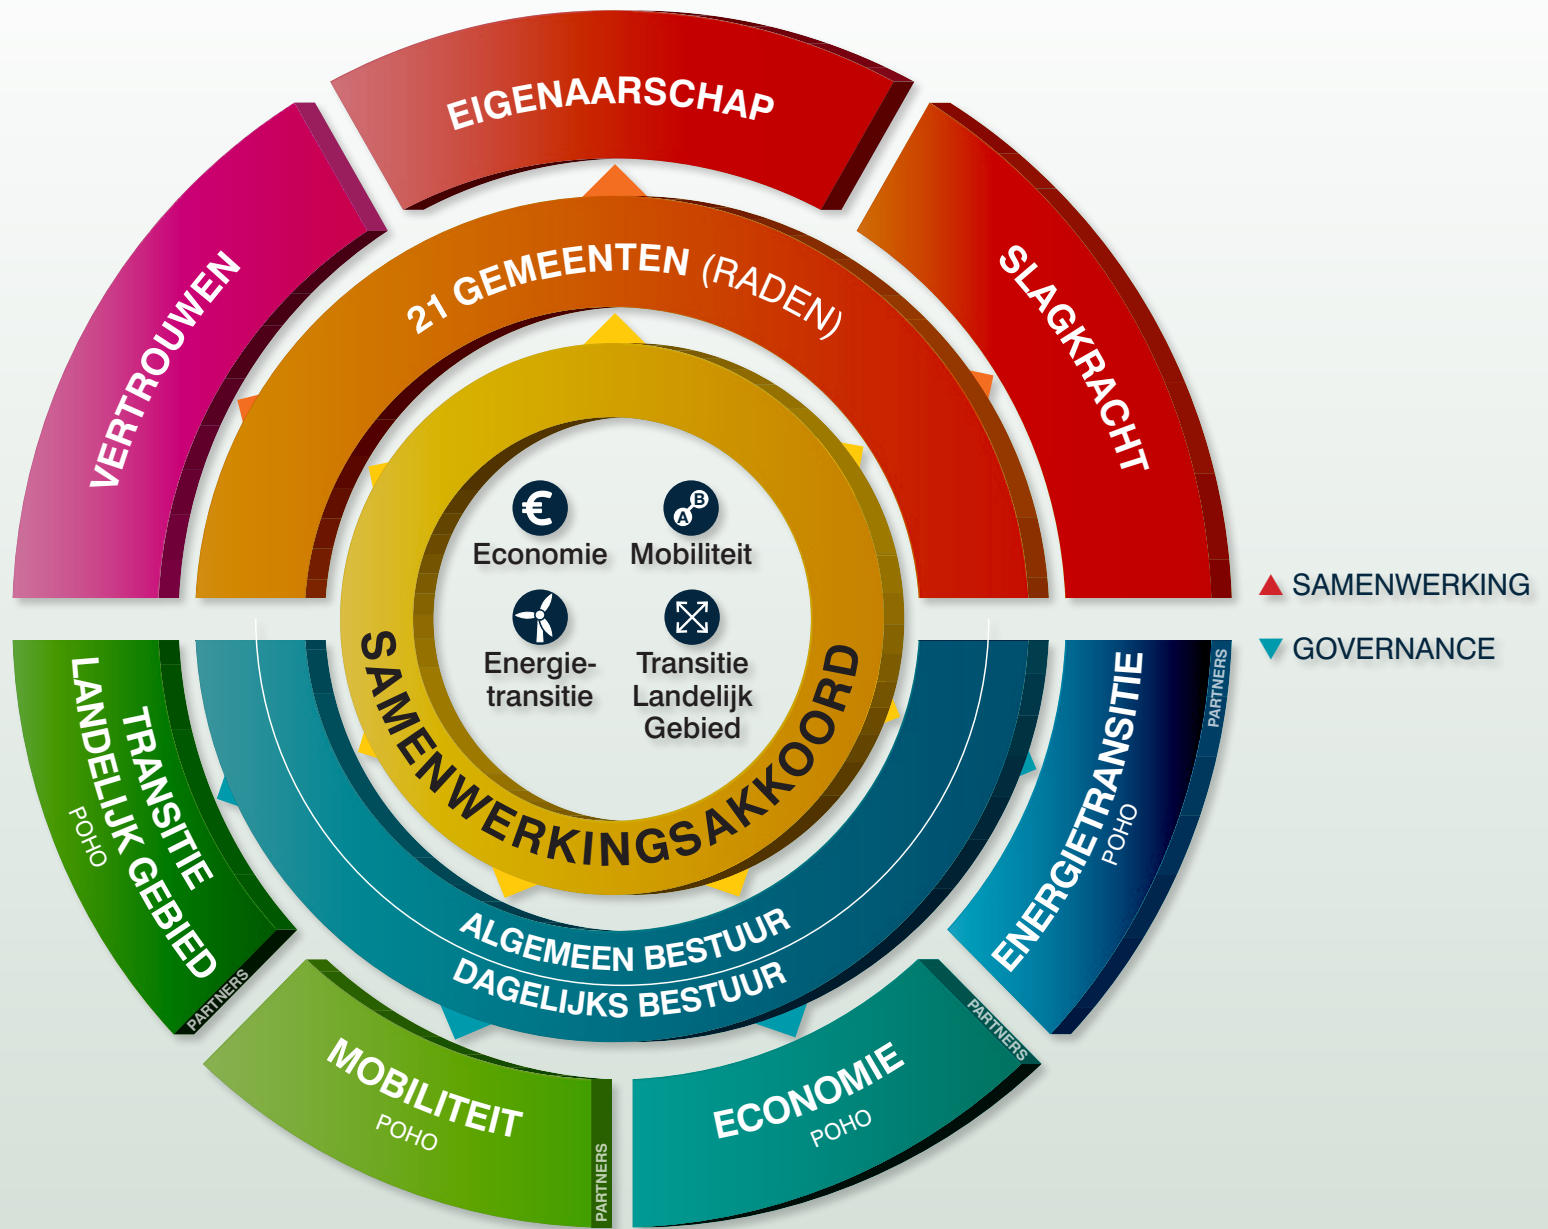 EIGENAARSCHAP
VERTROUWEN
SLAGKRACHT
21 GEMEENTEN (RADEN)
€
Economie
A B
Mobiliteit
Energie-
transitie
Transitie
Landelijk
Gebied
SAMENWERKINGSAKKOORD
SAMENWERKING
GOVERNANCE
ALGEMEEN BESTUUR
DAGELIJKS BESTUUR
TRANSITIE
LANDELIJK GEBIED
POHO
PARTNERS
MOBILITEIT
POHO
PARTNERS
ECONOMIE
POHO
PARTNERS
ENERGIETRANSITIE
POHO
PARTNERS